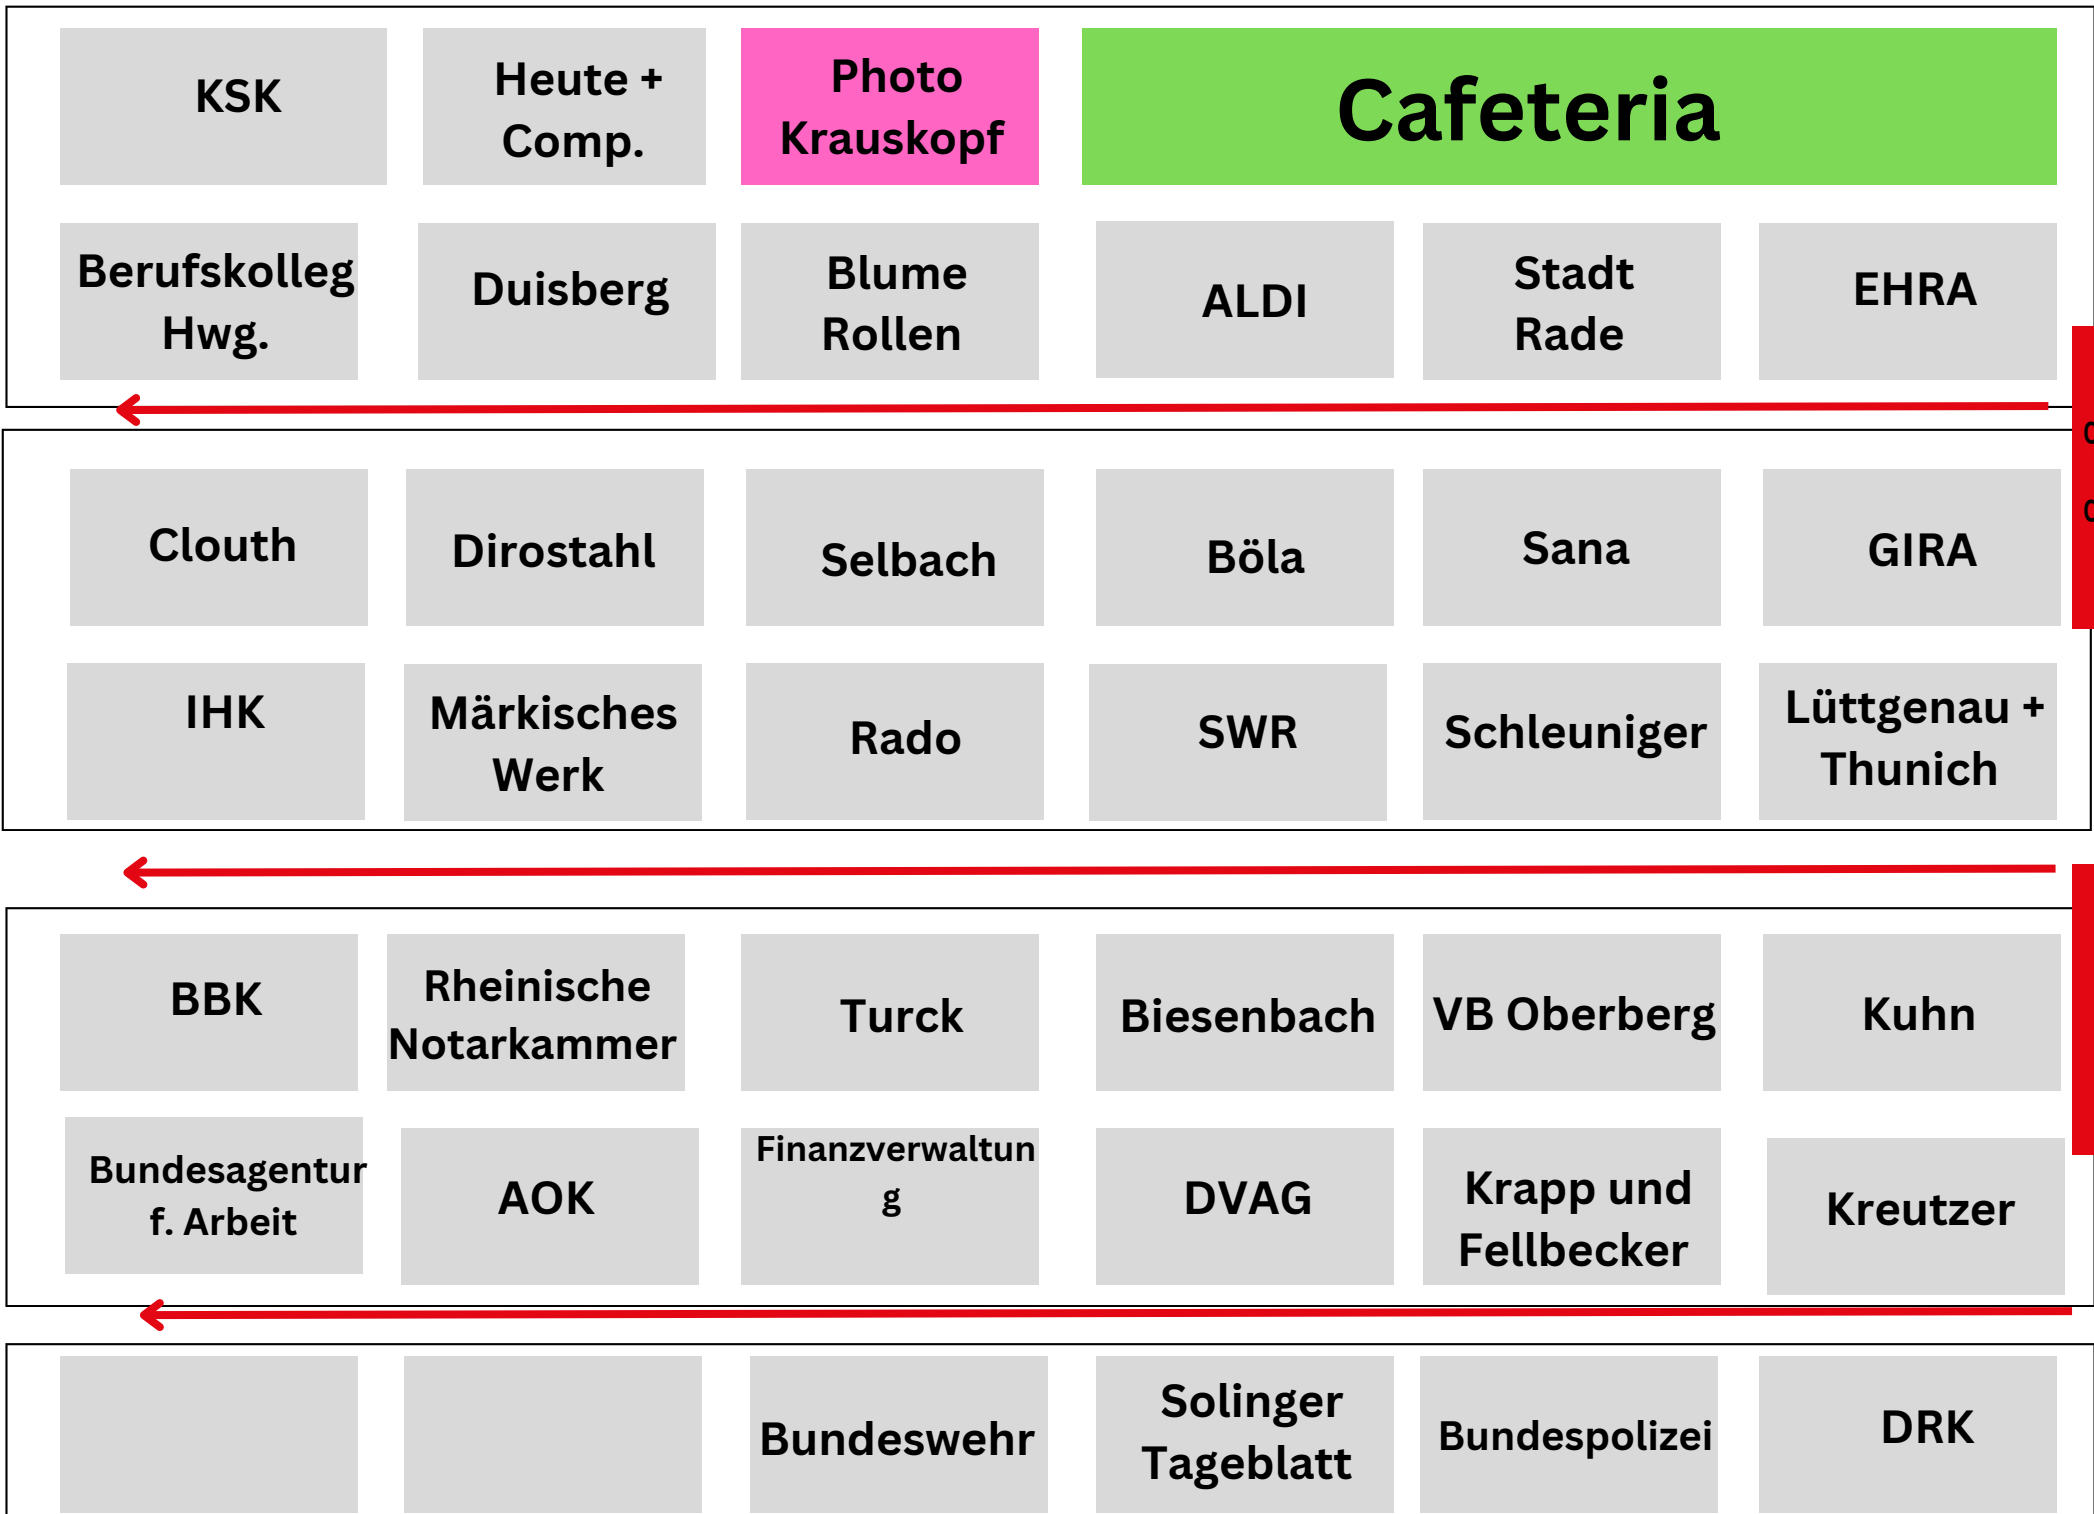 KSK
Heute +
Comp.
Photo
Krauskopf
Cafeteria
Berufskolleg
Hwg.
Duisberg
Blume
Rollen
ALDI
Stadt
Rade
EHRA
Clouth
Dirostahl
Selbach
Böla
Sana
GIRA
IHK
Märkisches
Werk
Rado
SWR
Schleuniger
Lüttgenau +
Thunich
BBK
Rheinische
Notarkammer
Turck
Biesenbach
VB Oberberg
Kuhn
Bundesagentur
f. Arbeit
AOK
Finanzverwaltun
g
DVAG
Krapp und
Fellbecker
Kreutzer
Bundeswehr
Solinger
Tageblatt
Bundespolizei
DRK